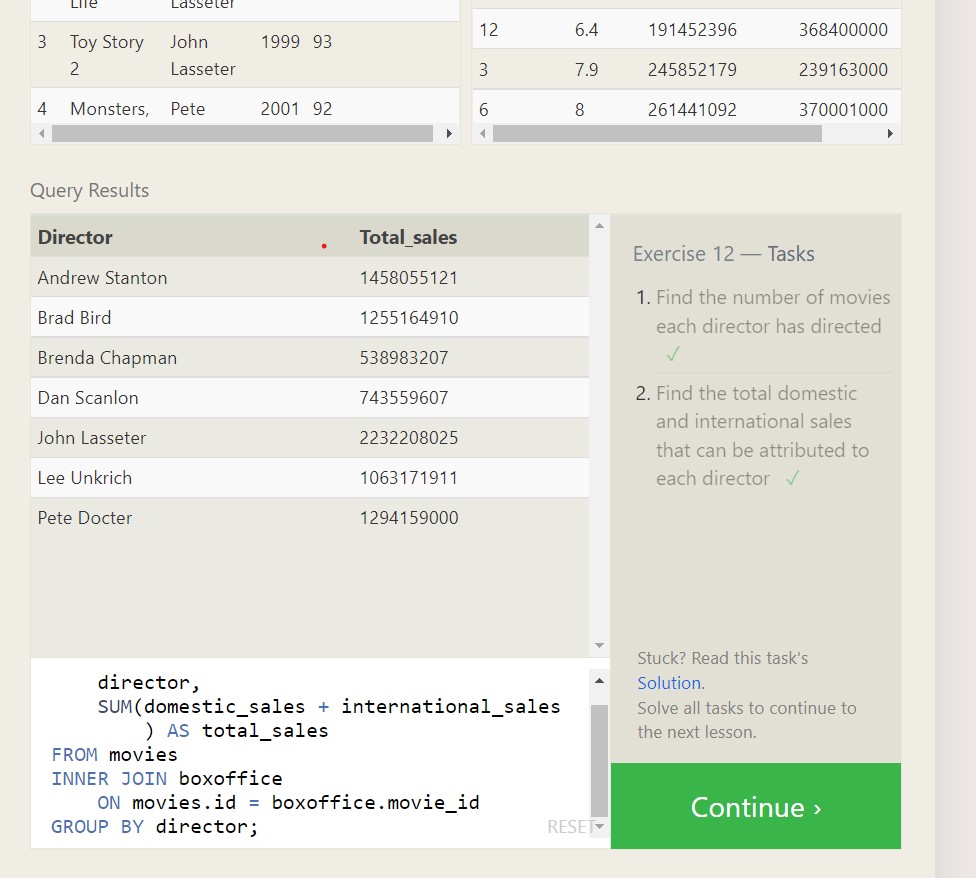 Life Lasseter
3 Toy Story John 1999 93
2 Lasseter
4 Monsters, Pete 2001 92
12 6.4 191452396 368400000
3 7.9 245852179 239163000
6 8 261441092 370001000
Query Results
Director Total_sales
Andrew Stanton 1458055121
Brad Bird 1255164910
Brenda Chapman 538983207
Dan Scanlon 743559607
John Lasseter 2232208025
Lee Unkrich 1063171911
Pete Docter 1294159000
director,
SUM(domestic_sales + international_sales
) AS total_sales
FROM movies
INNER JOIN boxoffice
ON movies.id = boxoffice.movie_id
GROUP BY director;
RESET
Exercise 12 — Tasks
1. Find the number of movies
each director has directed
✓
2. Find the total domestic
and international sales
that can be attributed to
each director ✓
Stuck? Read this task's
Solution.
Solve all tasks to continue to
the next lesson.
Continue ›